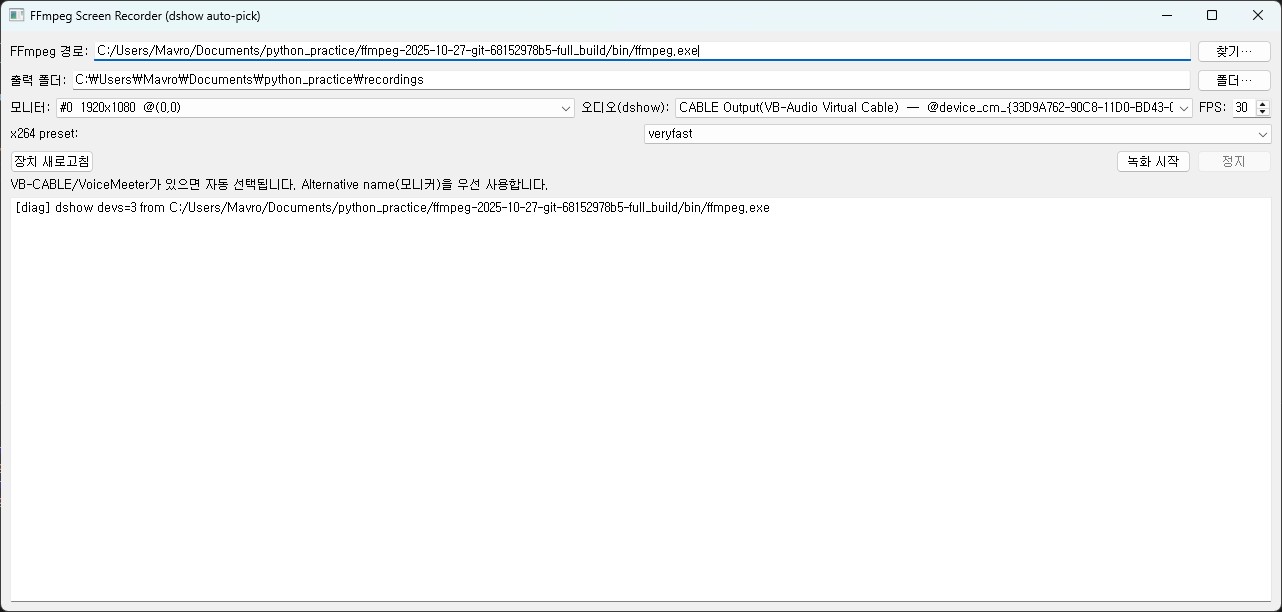 FFmpeg Screen Recorder (dshow auto-pick)
FFmpeg 경로: C:/Users/Mavro/Documents/python_practice/ffmpeg-2025-10-27-git-68152978b5-full_build/bin/ffmpeg.exe 찾기…
출력 폴더: C:₩Users₩Mavro₩Documents₩python_practice₩recordings 폴더…
모니터: #0 1920x1080 @(0,0) 오디오(dshow): CABLE Output(VB-Audio Virtual Cable) — @device_cm_{33D9A762-90C8-11D0-BD43-0 FPS: 30
x264 preset: veryfast
장치 새로고침 녹화 시작 정지
VB-CABLE/VoiceMeeter가 있으면 자동 선택됩니다. Alternative name(모니커)을 우선 사용합니다.
[diag] dshow devs=3 from C:/Users/Mavro/Documents/python_practice/ffmpeg-2025-10-27-git-68152978b5-full_build/bin/ffmpeg.exe